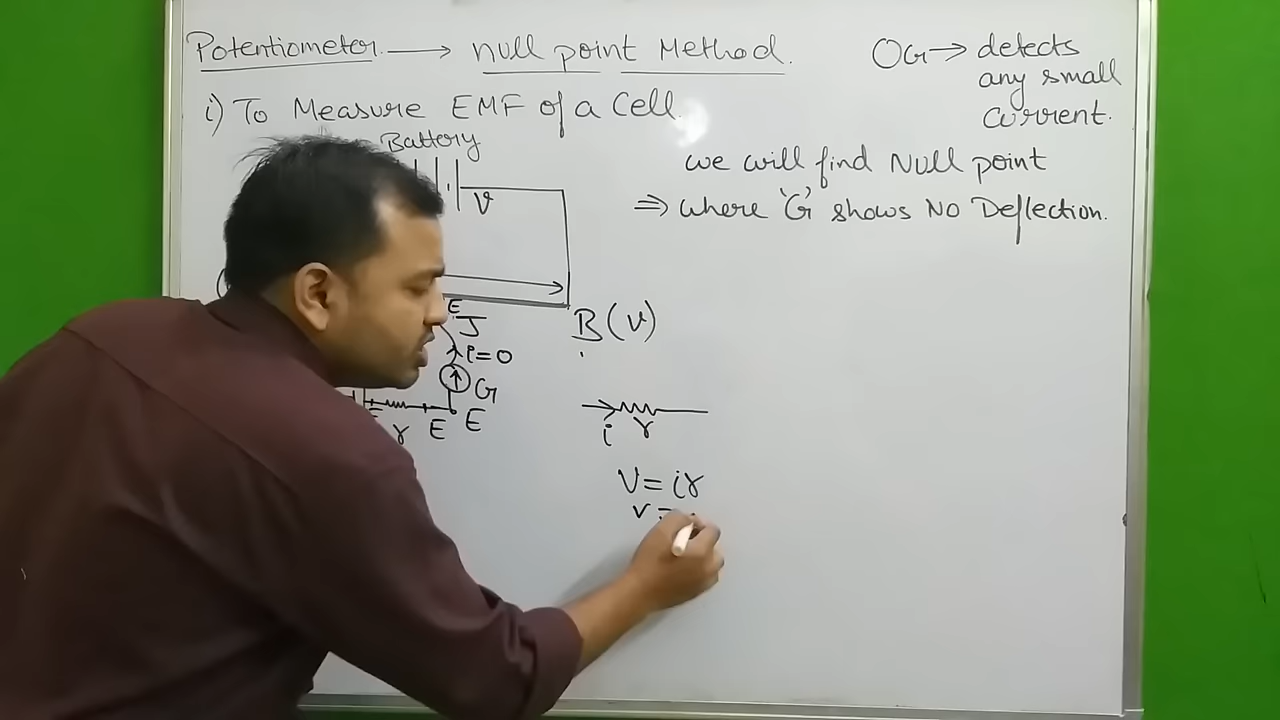 Potentiometer. → Null point Method.
i) To Measure EMF of a Cell.
G → detects
any small
current.
we will find Null point
⇒ where 'G' shows No Deflection.
Battery
V
E
J
B (V)
i=0
G
r E E
i r
V = ir
V =